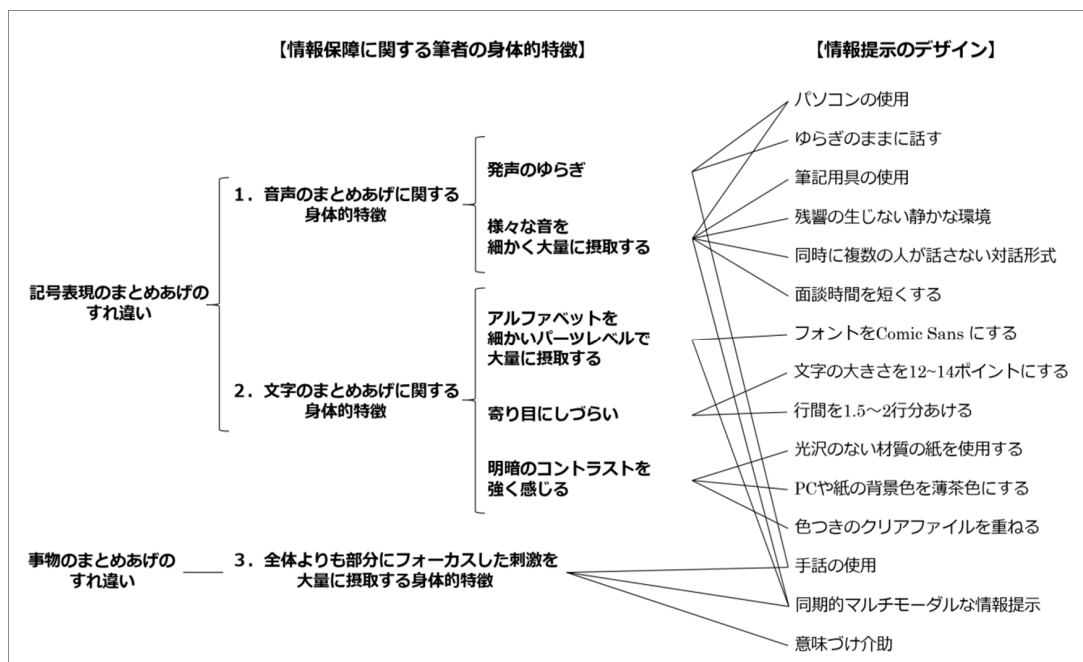 【情報保障に関する筆者の身体的特徴】
【情報提示のデザイン】
記号表現のまとめあげの
すれ違い
1．音声のまとめあげに関する
身体的特徴
発声のゆらぎ
様々な音を
細かく大量に摂取する
2．文字のまとめあげに関する
身体的特徴
アルファベットを
細かいパーツレベルで
大量に摂取する
寄り目にしづらい
明暗のコントラストを
強く感じる
事物のまとめあげの
すれ違い
3．全体よりも部分にフォーカスした刺激を
大量に摂取する身体的特徴
パソコンの使用
ゆらぎのままに話す
筆記用具の使用
残響の生じない静かな環境
同時に複数の人が話さない対話形式
面談時間を短くする
フォントをComic Sans にする
文字の大きさを12~14ポイントにする
行間を1.5〜2行分あける
光沢のない材質の紙を使用する
PCや紙の背景色を薄茶色にする
色つきのクリアファイルを重ねる
手話の使用
同期的マルチモーダルな情報提示
意味づけ介助